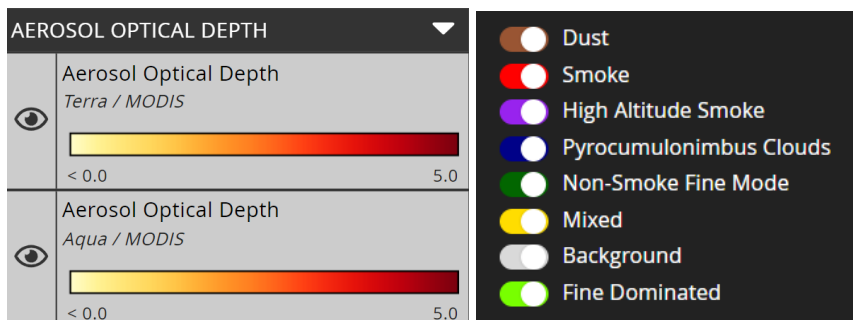 AEROSOL OPTICAL DEPTH
Aerosol Optical Depth
Terra / MODIS
< 0.0 5.0
Aerosol Optical Depth
Aqua / MODIS
< 0.0 5.0
Dust
Smoke
High Altitude Smoke
Pyrocumulonimbus Clouds
Non-Smoke Fine Mode
Mixed
Background
Fine Dominated